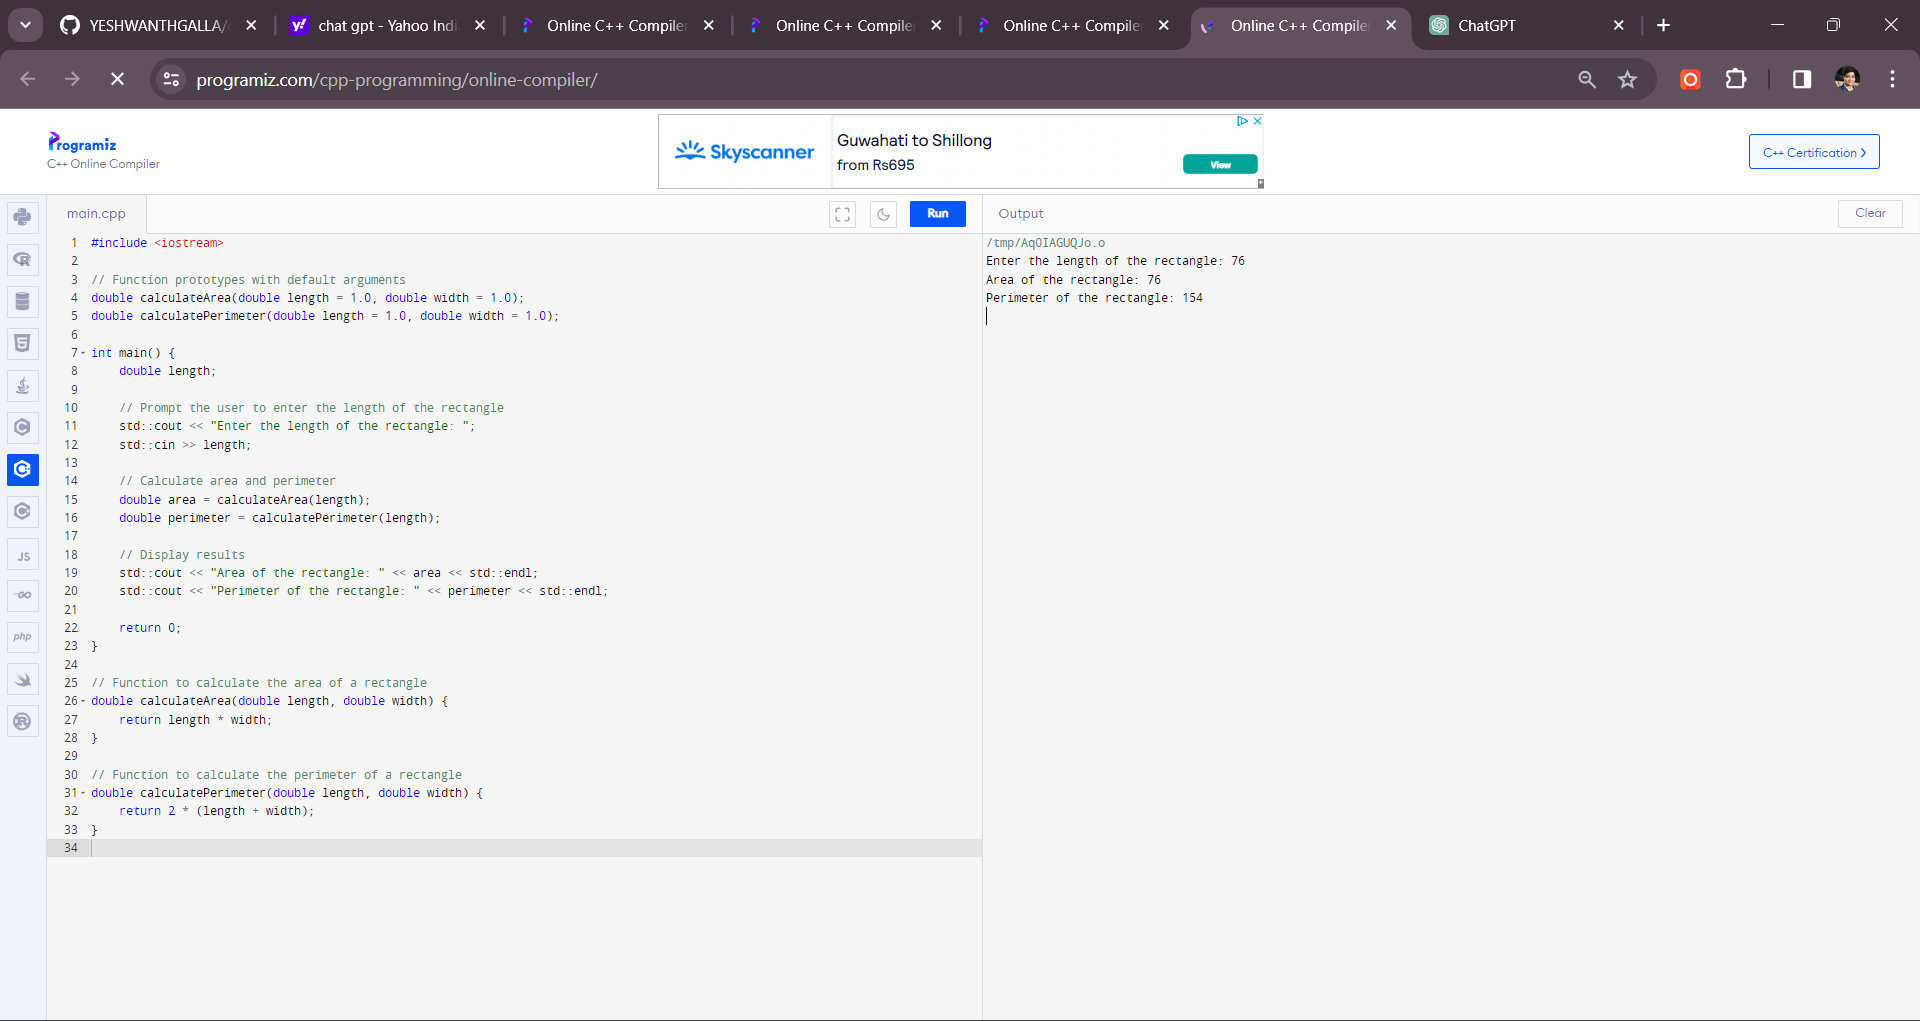 YESHWANTHGALLA/
chat gpt - Yahoo Indi
Online C++ Compiler
Online C++ Compiler
Online C++ Compile
Online C++ Compile
ChatGPT
programiz.com/cpp-programming/online-compiler/
Programiz
C++ Online Compiler
Skyscanner
Guwahati to Shillong
from Rs695
View
C++ Certification >
main.cpp
Run
Output
Clear
1 #include <iostream>
2
3 // Function prototypes with default arguments
4 double calculateArea(double length = 1.0, double width = 1.0);
5 double calculatePerimeter(double length = 1.0, double width = 1.0);
6
7 int main() {
8     double length;
9
10     // Prompt the user to enter the length of the rectangle
11     std::cout << "Enter the length of the rectangle: ";
12     std::cin >> length;
13
14     // Calculate area and perimeter
15     double area = calculateArea(length);
16     double perimeter = calculatePerimeter(length);
17
18     // Display results
19     std::cout << "Area of the rectangle: " << area << std::endl;
20     std::cout << "Perimeter of the rectangle: " << perimeter << std::endl;
21
22     return 0;
23 }
24
25 // Function to calculate the area of a rectangle
26 double calculateArea(double length, double width) {
27     return length * width;
28 }
29
30 // Function to calculate the perimeter of a rectangle
31 double calculatePerimeter(double length, double width) {
32     return 2 * (length + width);
33 }
34
/tmp/AqOIAGUQJo.o
Enter the length of the rectangle: 76
Area of the rectangle: 76
Perimeter of the rectangle: 154
JS
GO
php